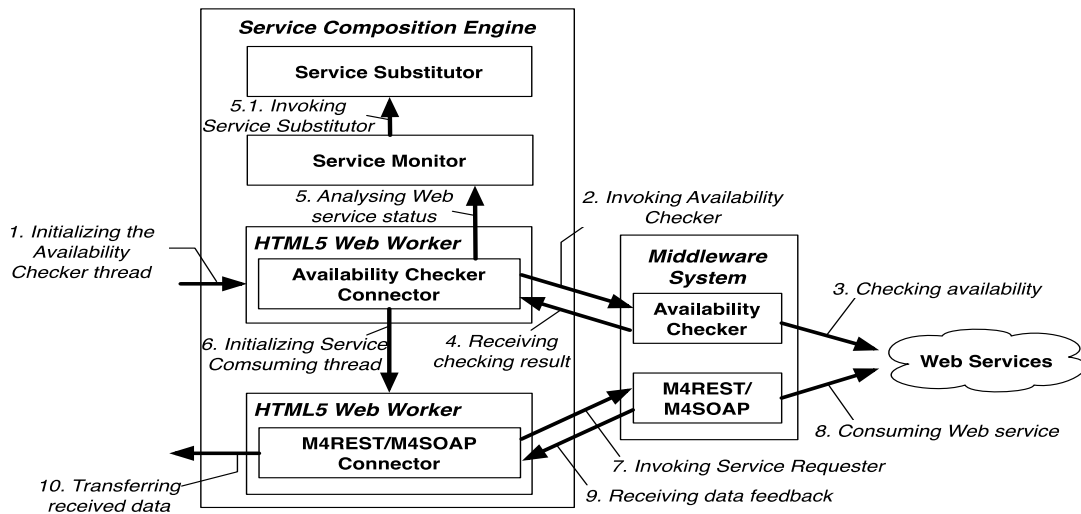 Service Composition Engine
Service Substitutor
5.1. Invoking
Service Substitutor
Service Monitor
5. Analysing Web
service status
2. Invoking Availability
Checker
1. Initializing the
Availability
Checker thread
HTML5 Web Worker
Availability Checker
Connector
Middleware
System
Availability
Checker
3. Checking availability
4. Receiving
checking result
6. Initializing Service
Comsuming thread
Web Services
M4REST/
M4SOAP
HTML5 Web Worker
M4REST/M4SOAP
Connector
8. Consuming Web service
7. Invoking Service Requester
9. Receiving data feedback
10. Transferring
received data